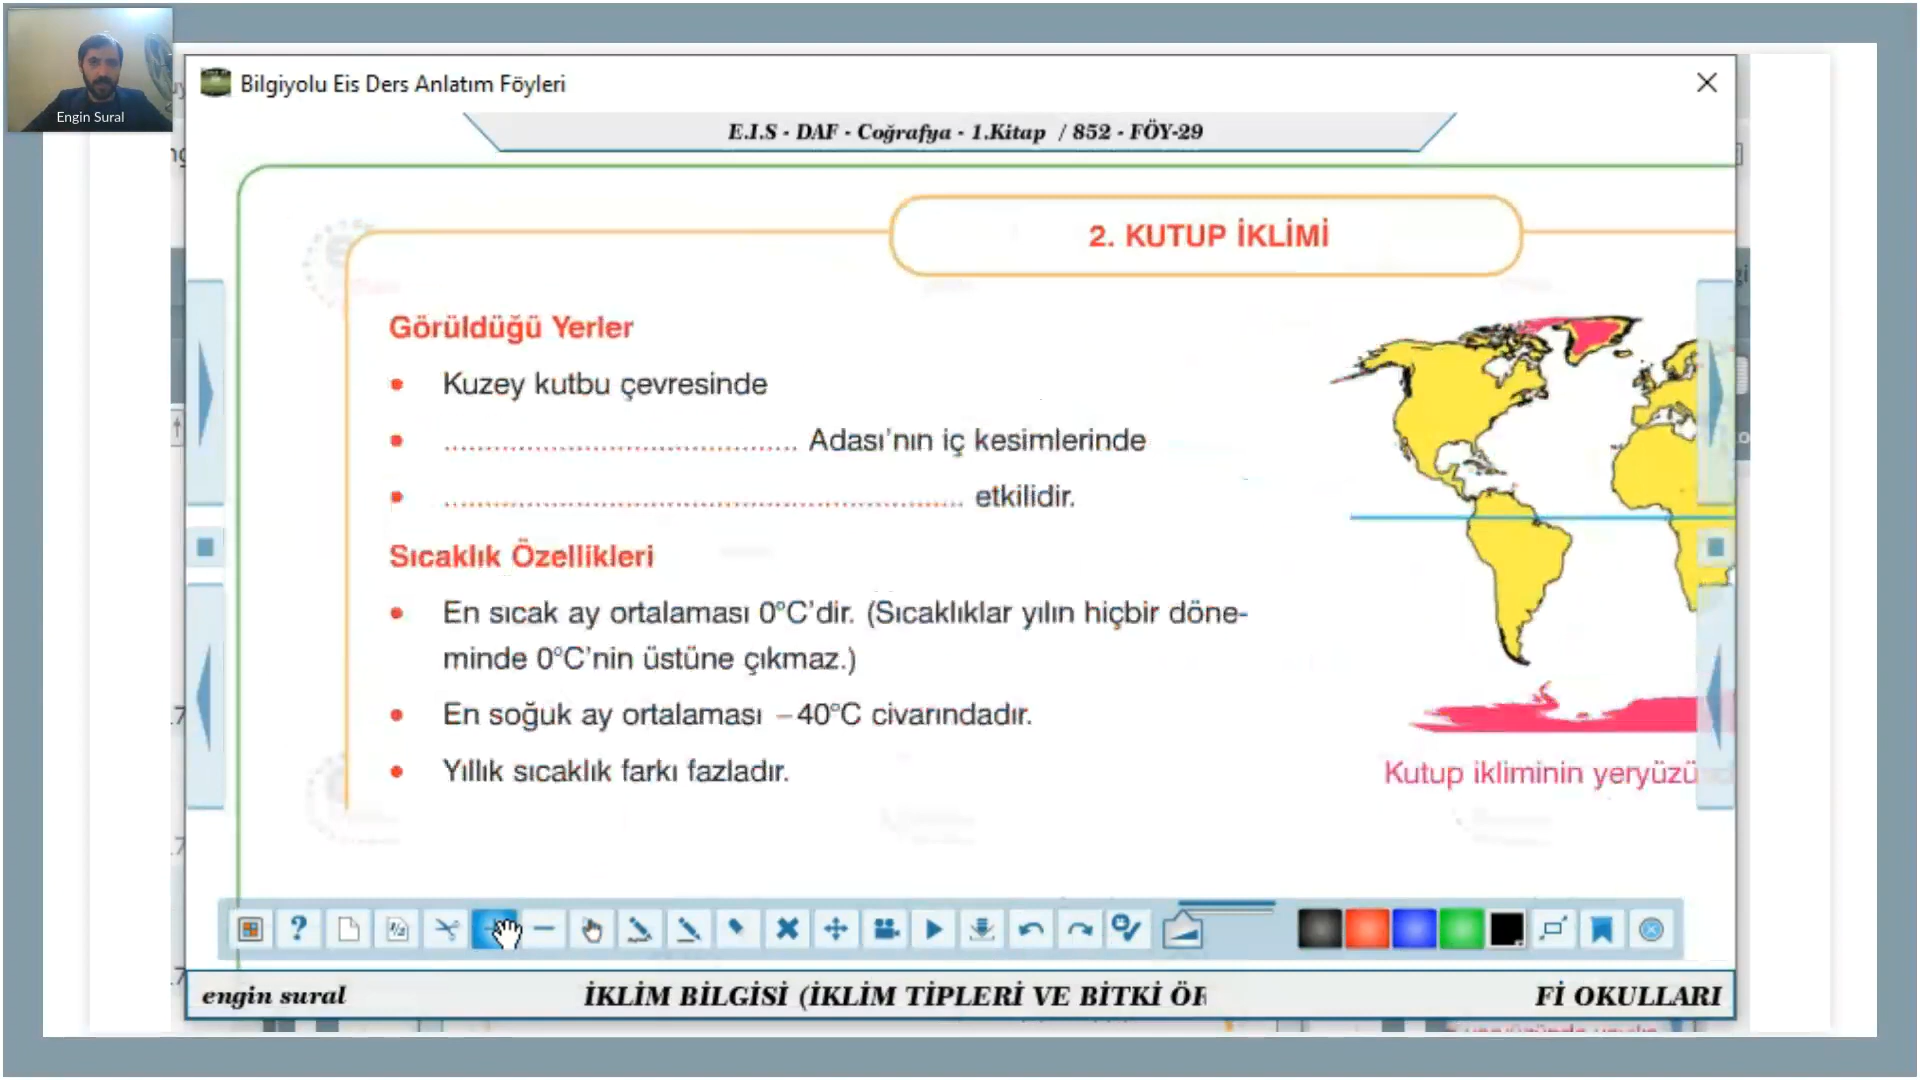 Engin Sural
Bilgiyolu Eis Ders Anlatım Föyleri
E.I.S - DAF - Coğrafya - 1.Kitap / 852 - FÖY-29
2. KUTUP İKLİMİ
Görüldüğü Yerler
• Kuzey kutbu çevresinde
• .................................................. Adası'nın iç kesimlerinde
• .......................................................................... etkilidir.
Sıcaklık Özellikleri
• En sıcak ay ortalaması 0°C'dir. (Sıcaklıklar yılın hiçbir döne-
minde 0°C'nin üstüne çıkmaz.)
• En soğuk ay ortalaması –40°C civarındadır.
• Yıllık sıcaklık farkı fazladır.
Kutup ikliminin yeryüzü
engin sural
İKLİM BİLGİSİ (İKLİM TİPLERİ VE BİTKİ ÖR
Fİ OKULLARI